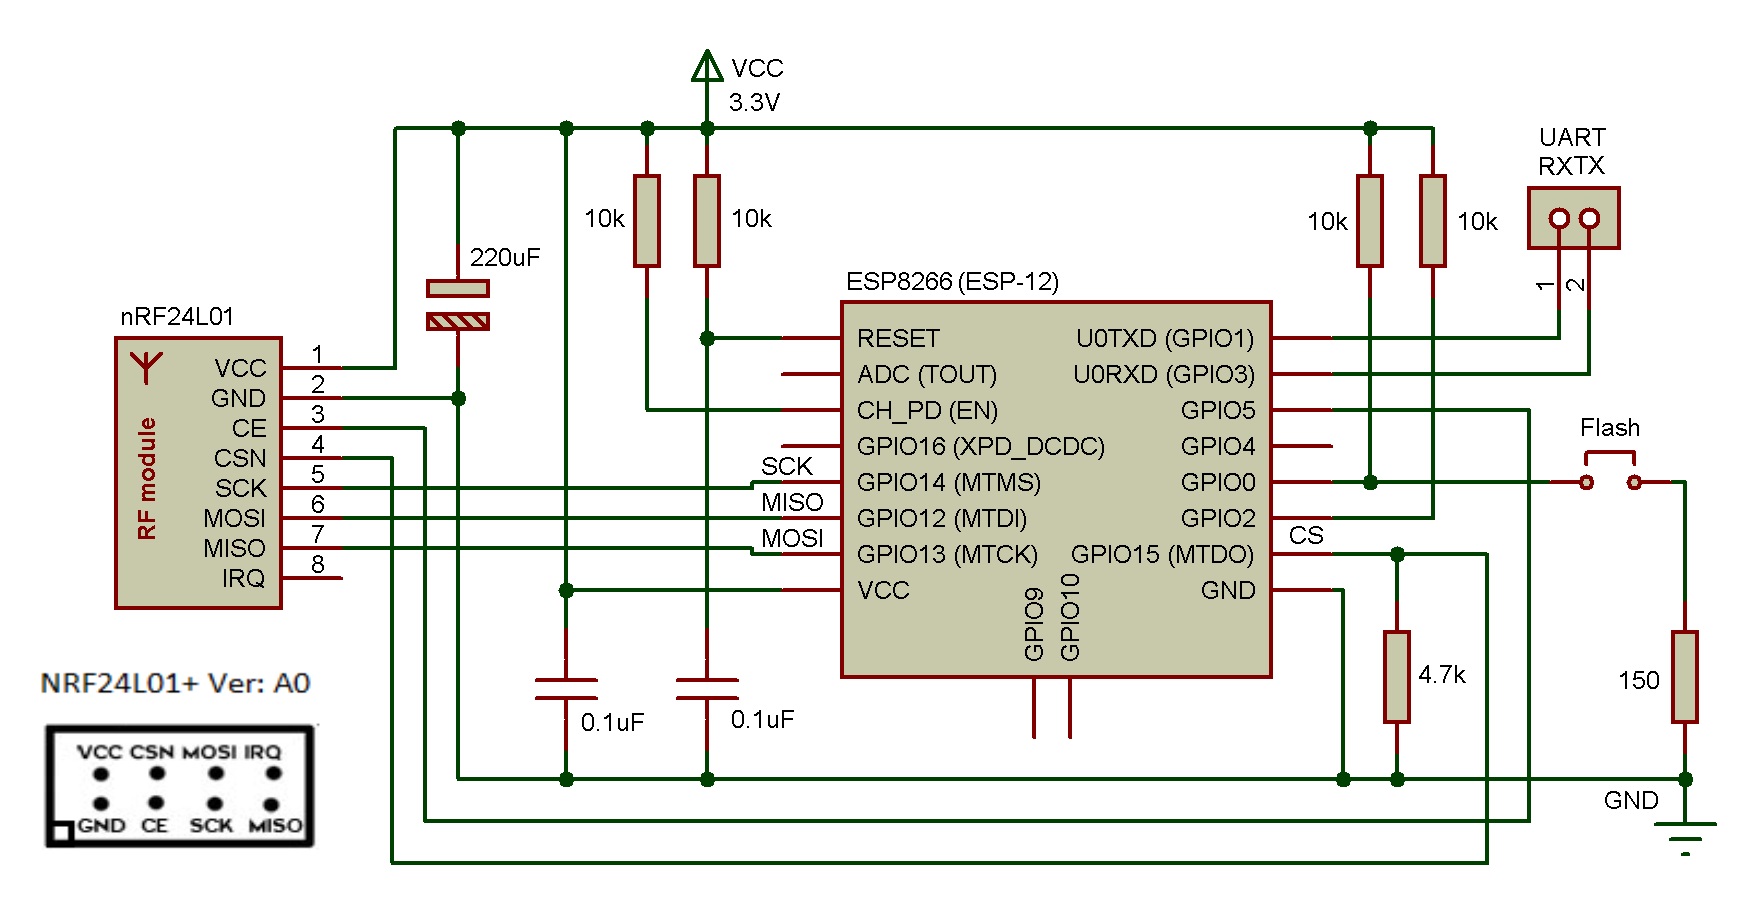 VCC
3.3V
UART
RXTX
10k
10k
10k
10k
220uF
1
2
ESP8266 (ESP-12)
nRF24L01
RF module
VCC 1
GND 2
CE 3
CSN 4
SCK 5
MOSI 6
MISO 7
IRQ 8
SCK
MISO
MOSI
RESET
ADC (TOUT)
CH_PD (EN)
GPIO16 (XPD_DCDC)
GPIO14 (MTMS)
GPIO12 (MTDI)
GPIO13 (MTCK)
VCC
U0TXD (GPIO1)
U0RXD (GPIO3)
GPIO5
GPIO4
GPIO0
GPIO2
GPIO15 (MTDO)
GND
GPIO9
GPIO10
CS
Flash
4.7k
150
0.1uF
0.1uF
GND
NRF24L01+ Ver: A0
VCC CSN MOSI IRQ
GND CE SCK MISO